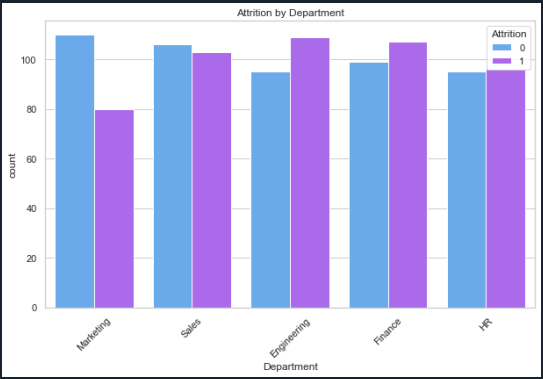 Attrition by Department
Attrition
0
1
100
80
60
40
20
0
count
Marketing
Sales
Engineering
Finance
HR
Department